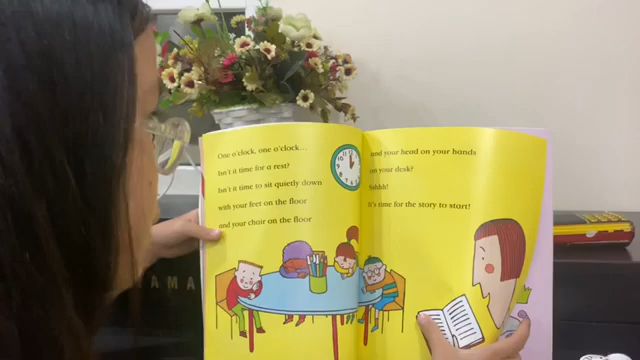 One o'clock, one o'clock...
Isn't it time for a rest?
Isn't it time to sit quietly down
with your feet on the floor
and your chair on the floor
and your head on your hands
on your desk?
Sshhh!
It's time for the story to start!